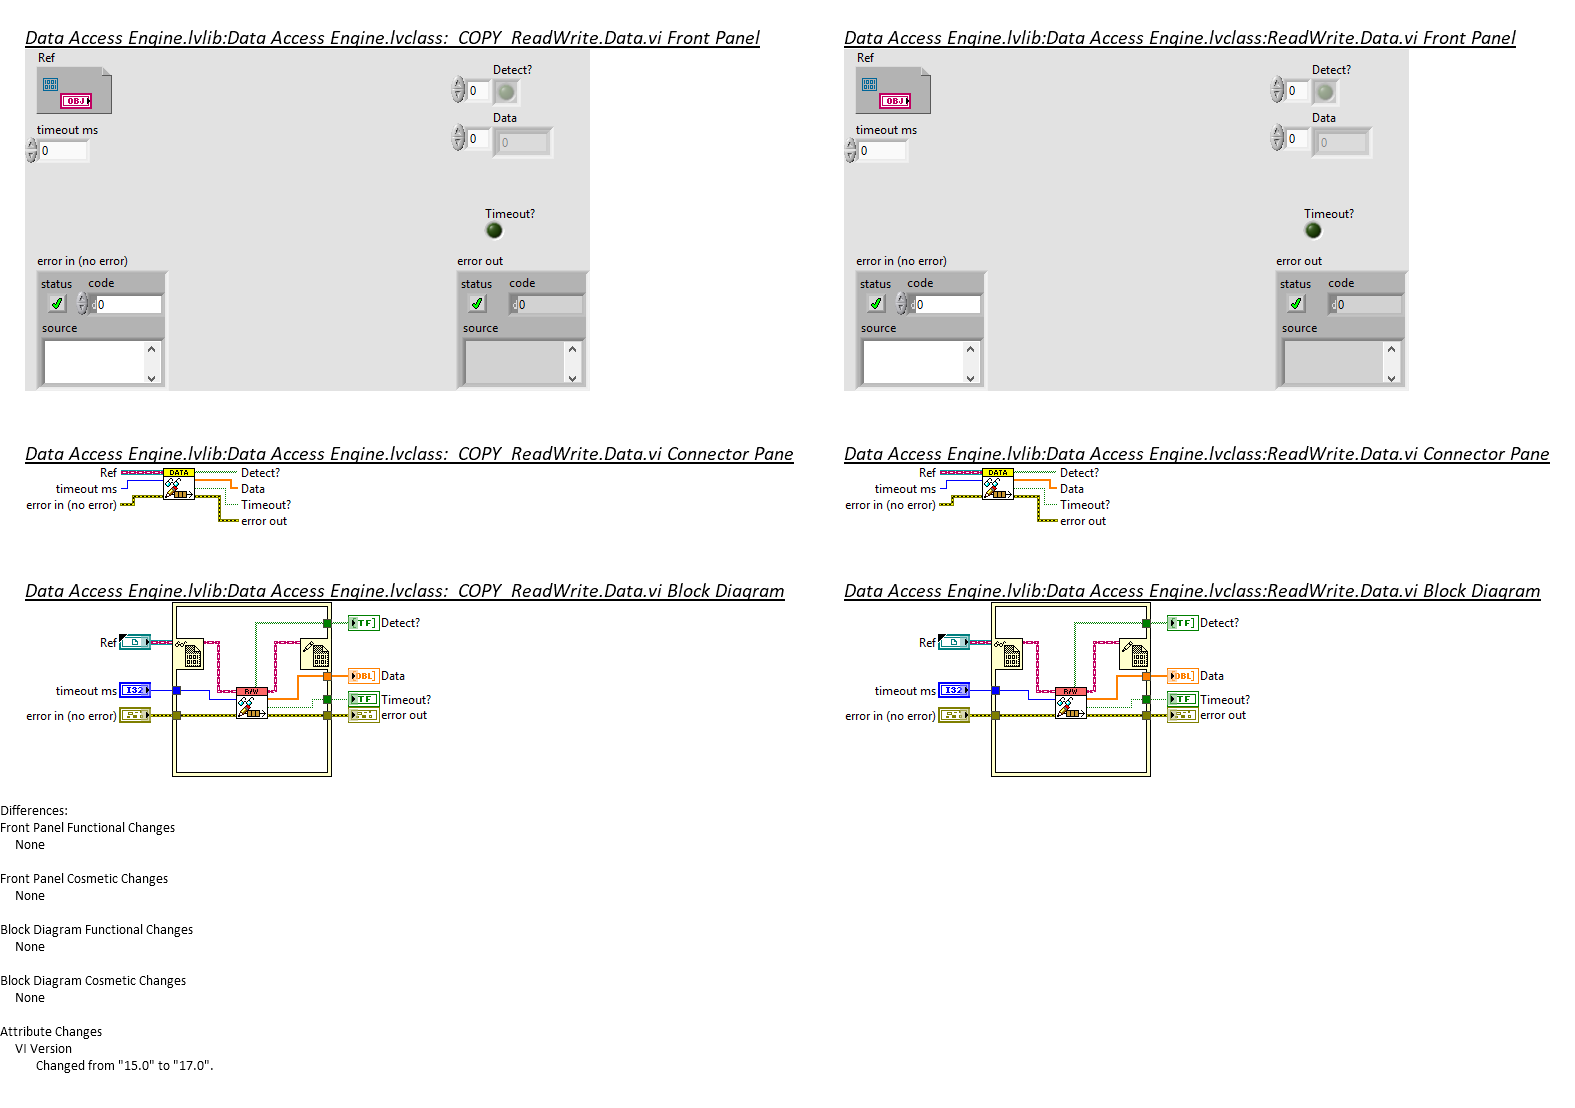 Data Access Engine.lvlib:Data Access Engine.lvclass:_COPY_ReadWrite.Data.vi Front Panel
Ref
OBJ
timeout ms
0
Detect?
0
Data
0
0
Timeout?
error in (no error)
status code
d0
source
error out
status code
d0
source
Data Access Engine.lvlib:Data Access Engine.lvclass:ReadWrite.Data.vi Front Panel
Ref
OBJ
timeout ms
0
Detect?
0
Data
0
0
Timeout?
error in (no error)
status code
d0
source
error out
status code
d0
source
Data Access Engine.lvlib:Data Access Engine.lvclass:_COPY_ReadWrite.Data.vi Connector Pane
Ref
timeout ms
error in (no error)
DATA
Detect?
Data
Timeout?
error out
Data Access Engine.lvlib:Data Access Engine.lvclass:ReadWrite.Data.vi Connector Pane
Ref
timeout ms
error in (no error)
DATA
Detect?
Data
Timeout?
error out
Data Access Engine.lvlib:Data Access Engine.lvclass:_COPY_ReadWrite.Data.vi Block Diagram
TF] Detect?
Ref
DBL] Data
timeout ms I32
R/W
TF Timeout?
error in (no error)
error out
Data Access Engine.lvlib:Data Access Engine.lvclass:ReadWrite.Data.vi Block Diagram
TF] Detect?
Ref
DBL] Data
timeout ms I32
R/W
TF Timeout?
error in (no error)
error out
Differences:
Front Panel Functional Changes
None
Front Panel Cosmetic Changes
None
Block Diagram Functional Changes
None
Block Diagram Cosmetic Changes
None
Attribute Changes
VI Version
Changed from "15.0" to "17.0".